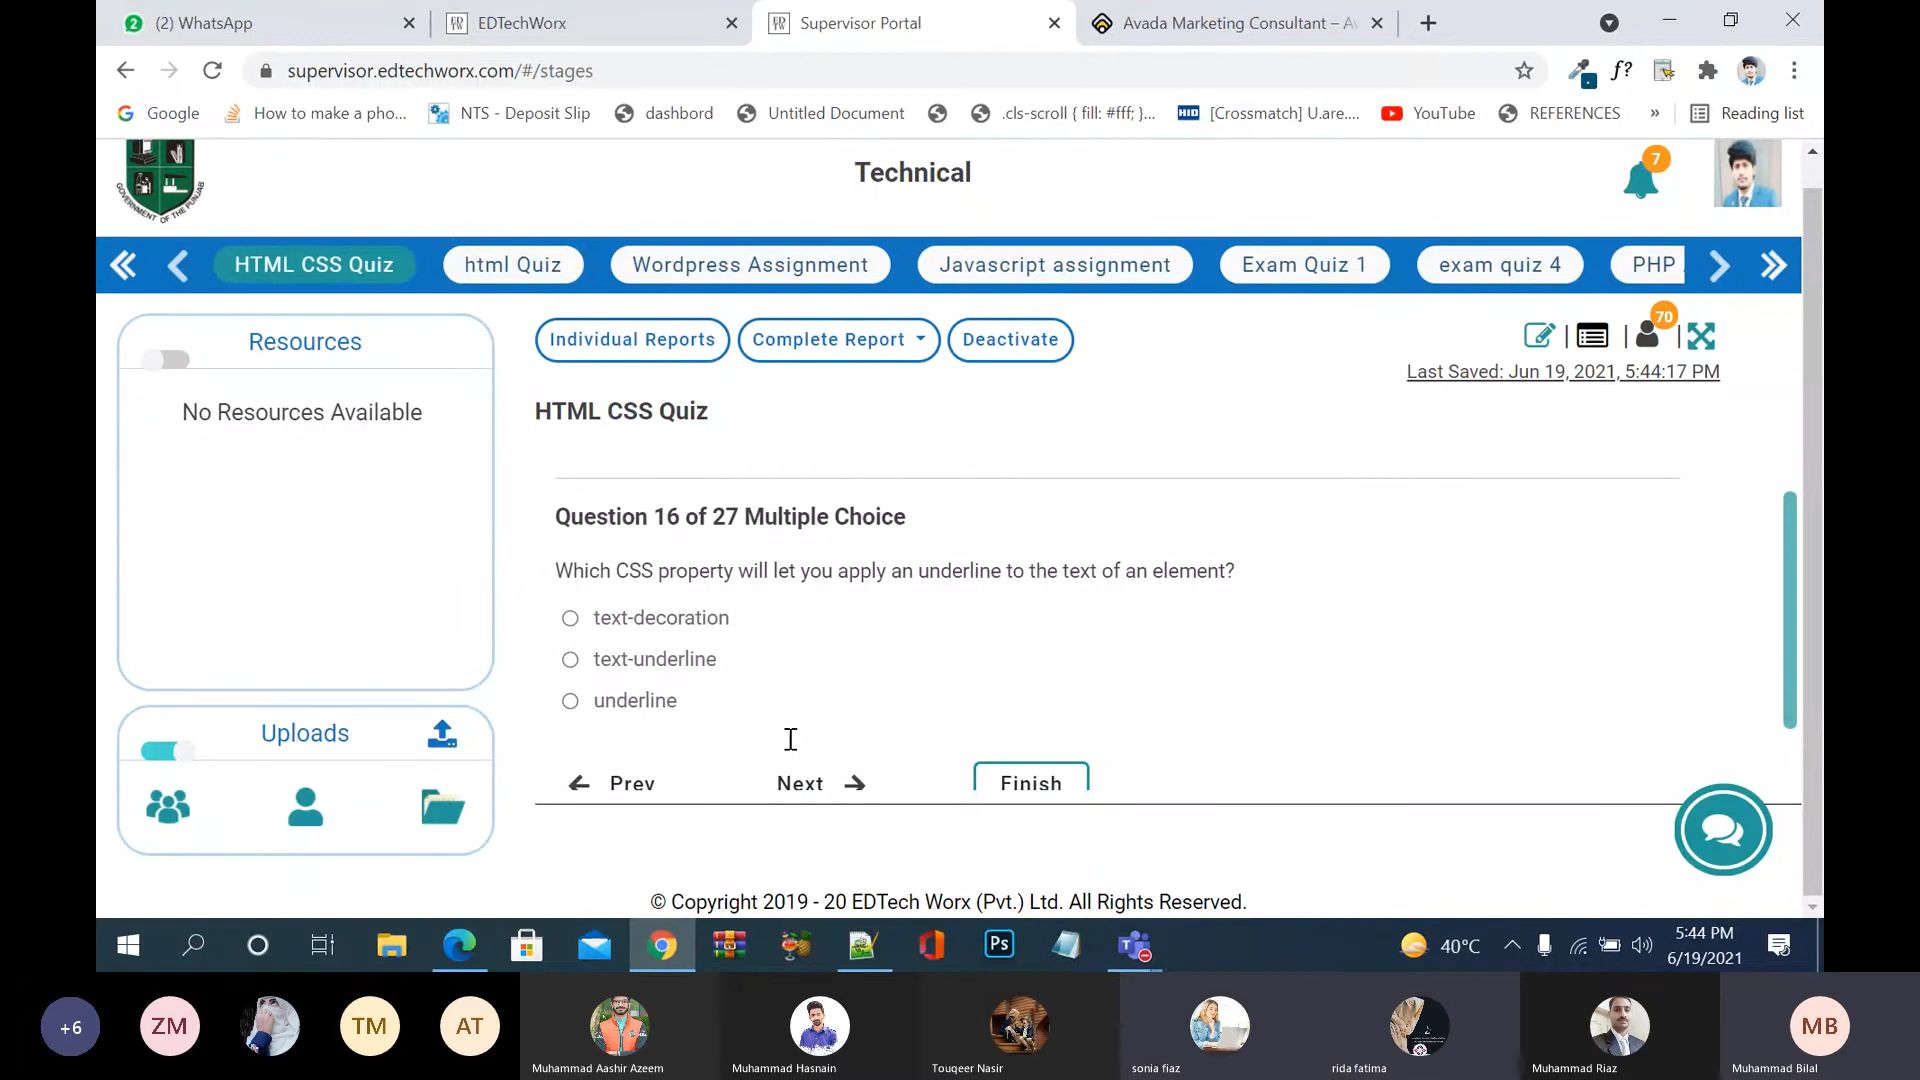 (2) WhatsApp
EDTechWorx
Supervisor Portal
Avada Marketing Consultant – A
supervisor.edtechworx.com/#/stages
f?
Google
How to make a pho...
NTS - Deposit Slip
dashbord
Untitled Document
.cls-scroll { fill: #fff; }...
HID
[Crossmatch] U.are....
YouTube
REFERENCES
»
Reading list
GOVERNMENT OF THE PUNJAB
Technical
7
HTML CSS Quiz
html Quiz
Wordpress Assignment
Javascript assignment
Exam Quiz 1
exam quiz 4
PHP
Resources
No Resources Available
Individual Reports
Complete Report
Deactivate
70
Last Saved: Jun 19, 2021, 5:44:17 PM
HTML CSS Quiz
Question 16 of 27 Multiple Choice
Which CSS property will let you apply an underline to the text of an element?
text-decoration
text-underline
underline
Prev
Next
Finish
Uploads
© Copyright 2019 - 20 EDTech Worx (Pvt.) Ltd. All Rights Reserved.
Ps
40°C
5:44 PM
6/19/2021
+6
ZM
TM
AT
Muhammad Aashir Azeem
Muhammad Hasnain
Touqeer Nasir
sonia fiaz
rida fatima
Muhammad Riaz
MB
Muhammad Bilal